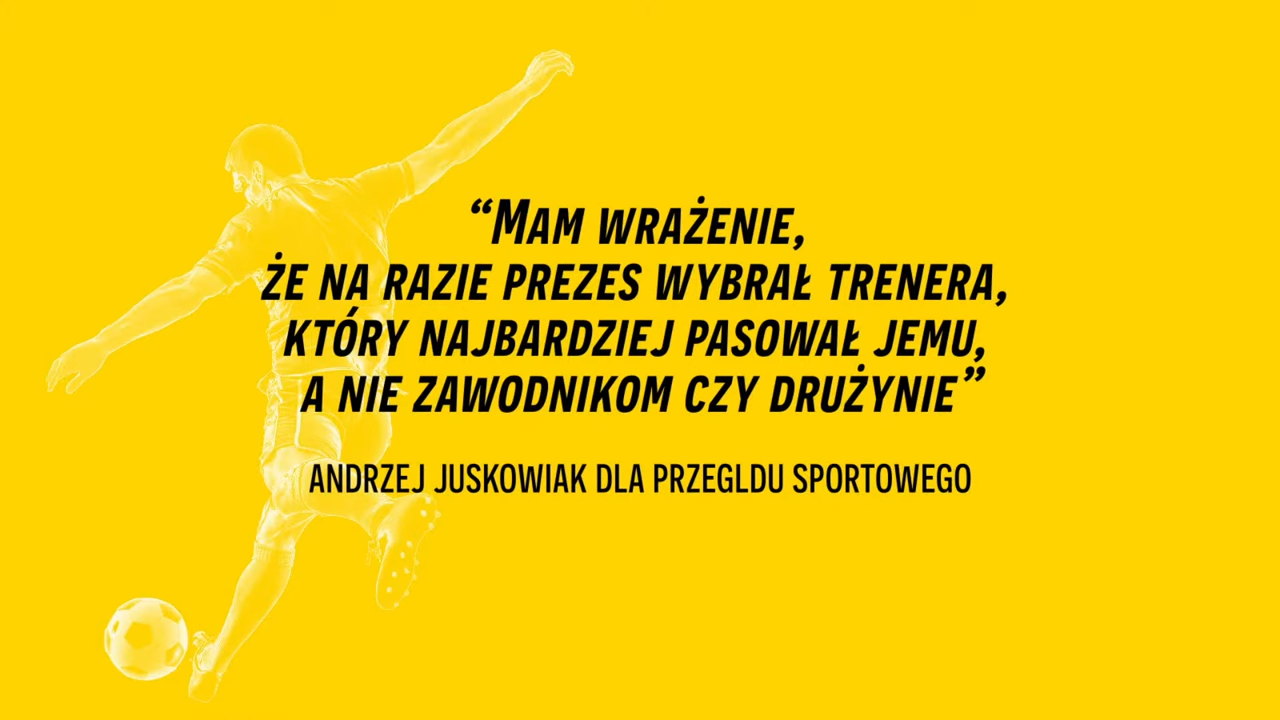 “MAM WRAŻENIE,
ŻE NA RAZIE PREZES WYBRAŁ TRENERA,
KTÓRY NAJBARDZIEJ PASOWAŁ JEMU,
A NIE ZAWODNIKOM CZY DRUŻYNIE”
ANDRZEJ JUSKOWIAK DLA PRZEGLDU SPORTOWEGO